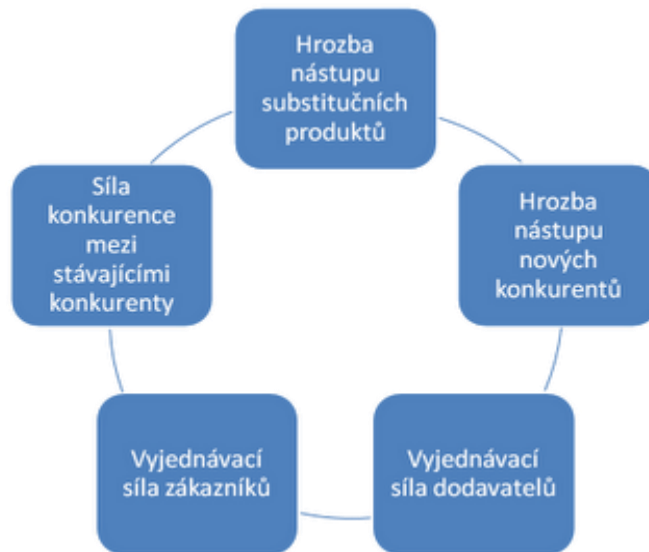 Hrozba
nástupu
substitučních
produktů
Hrozba
nástupu
nových
konkurentů
Vyjednávací
síla dodavatelů
Vyjednávací
síla zákazníků
Síla
konkurence
mezi
stávajícími
konkurenty